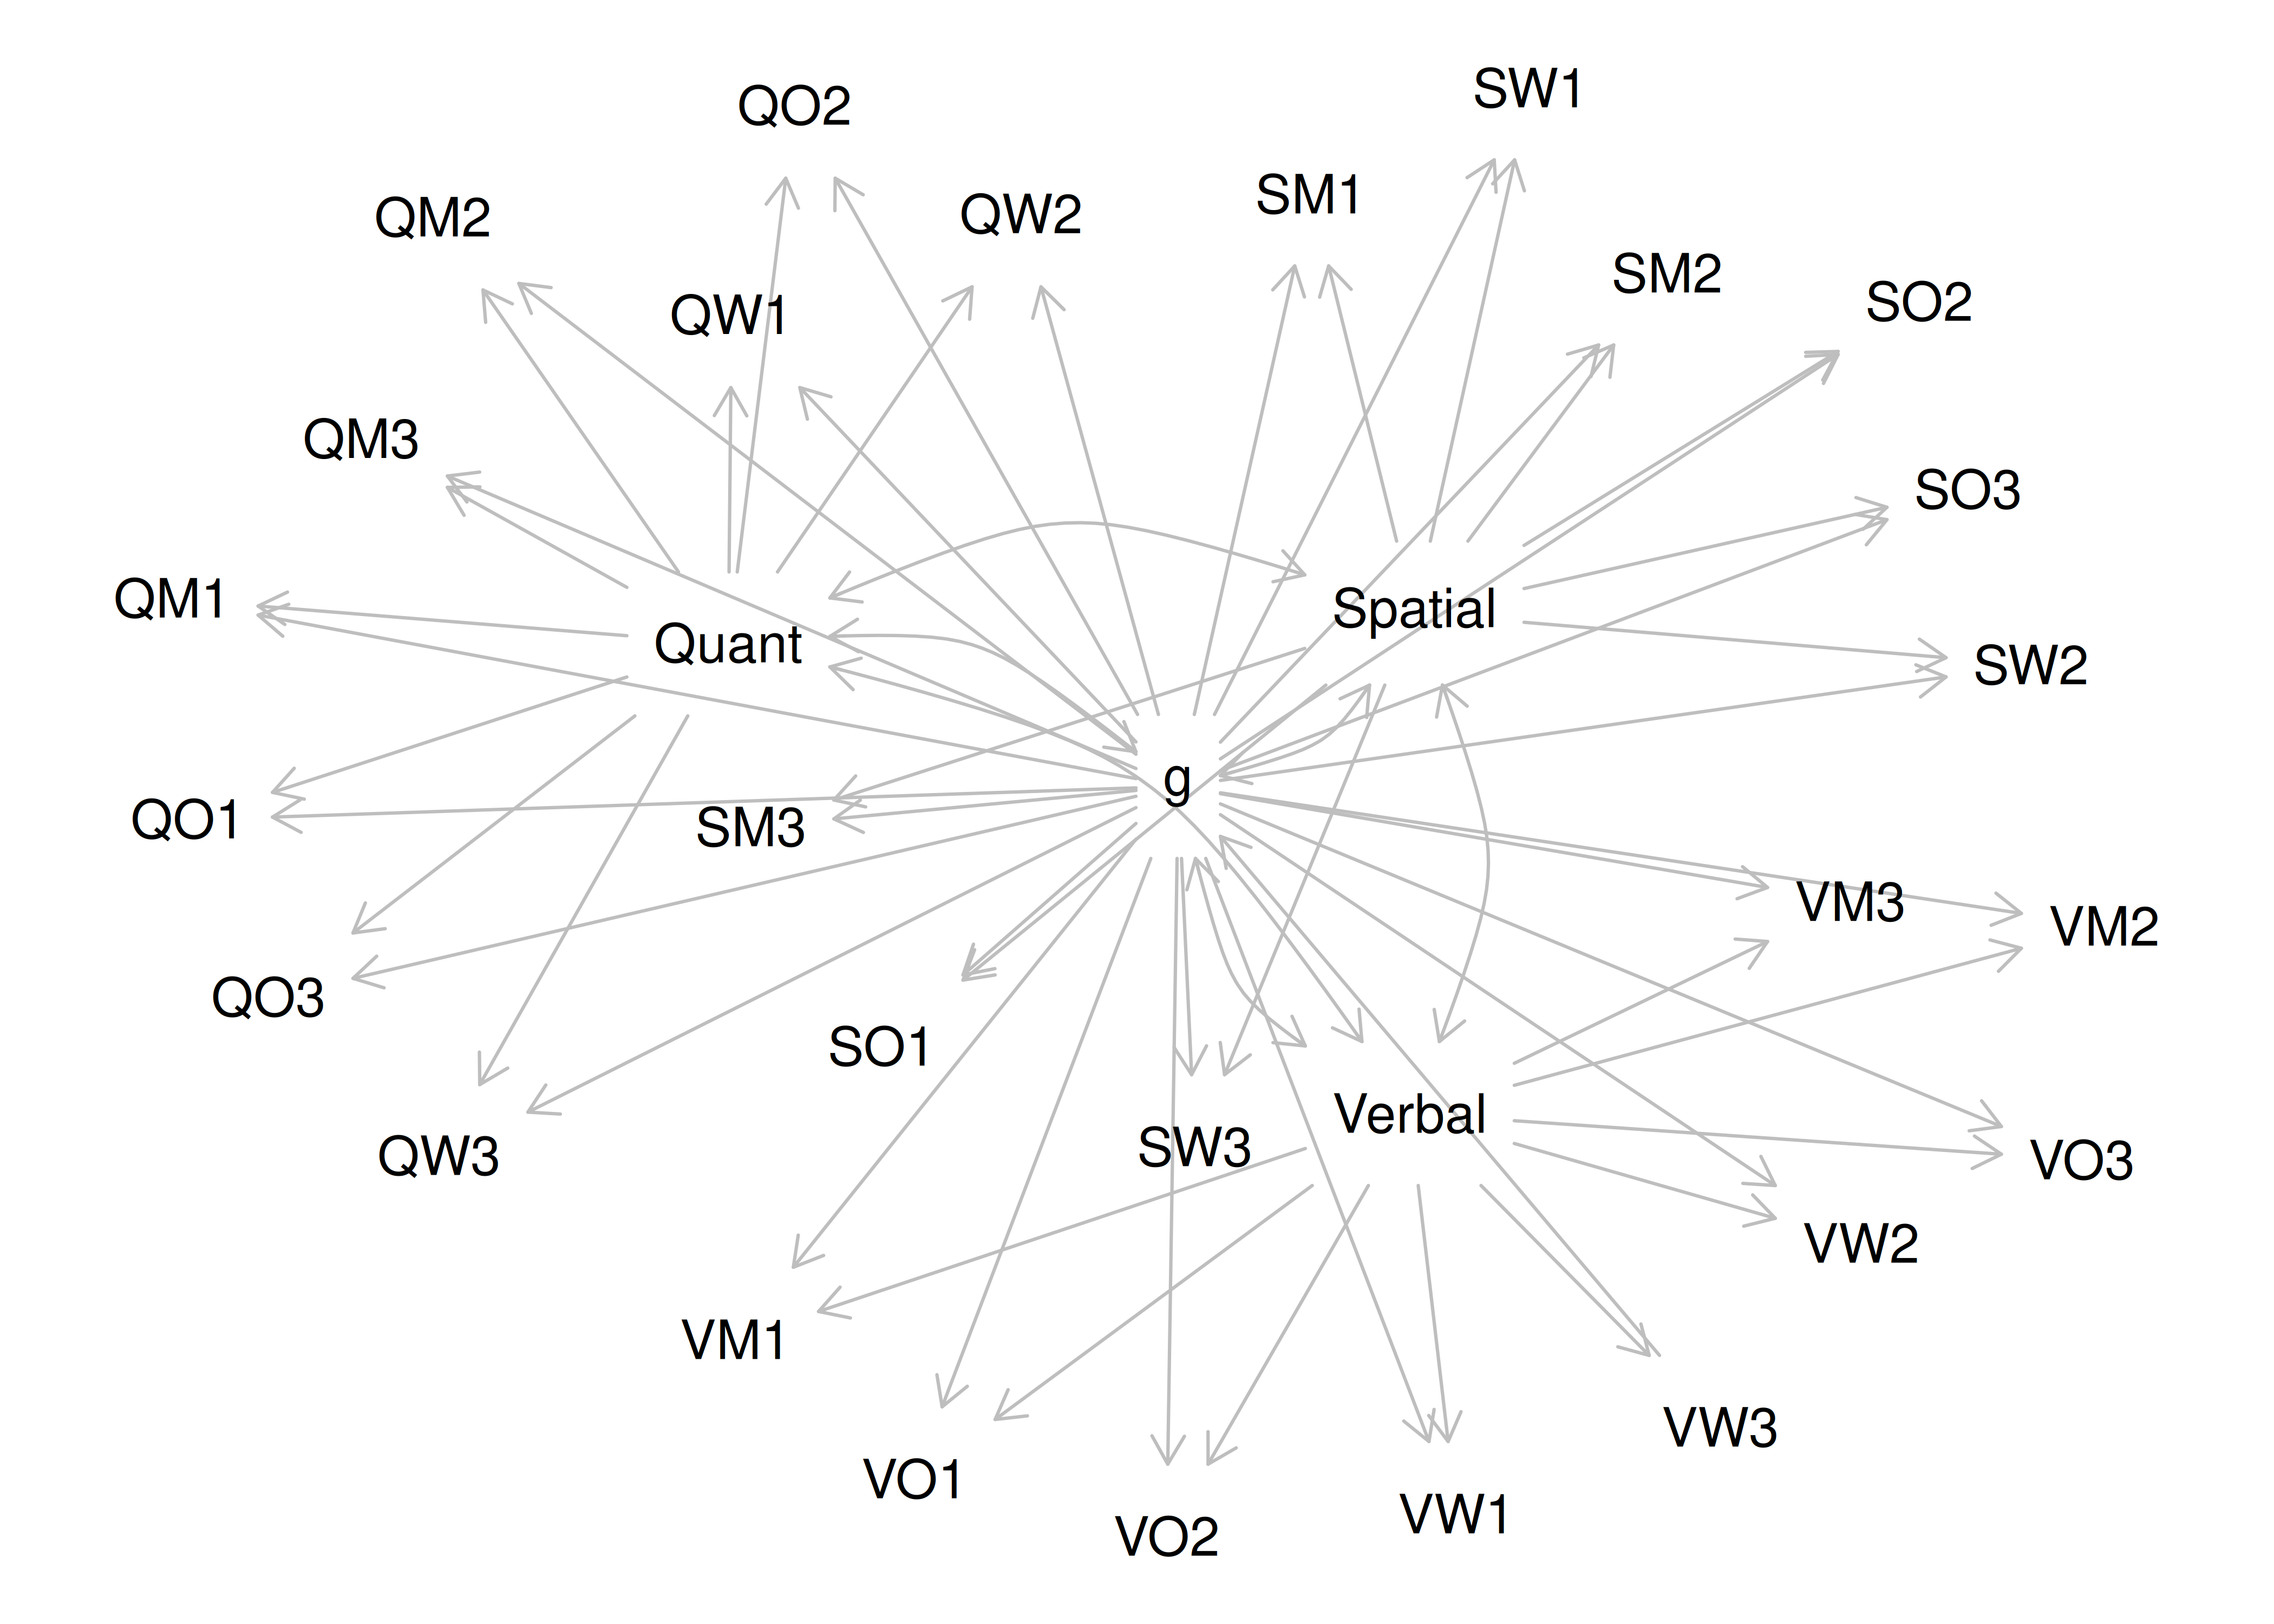 SW1
QO2
SM1
QM2
QW2
SM2
SO2
QW1
QM3
SO3
QM1
Spatial
Quant
SW2
g
QO1
SM3
VM3
VM2
QO3
SO1
Verbal
SW3
QW3
VO3
VW2
VM1
VW3
VO1
VW1
VO2